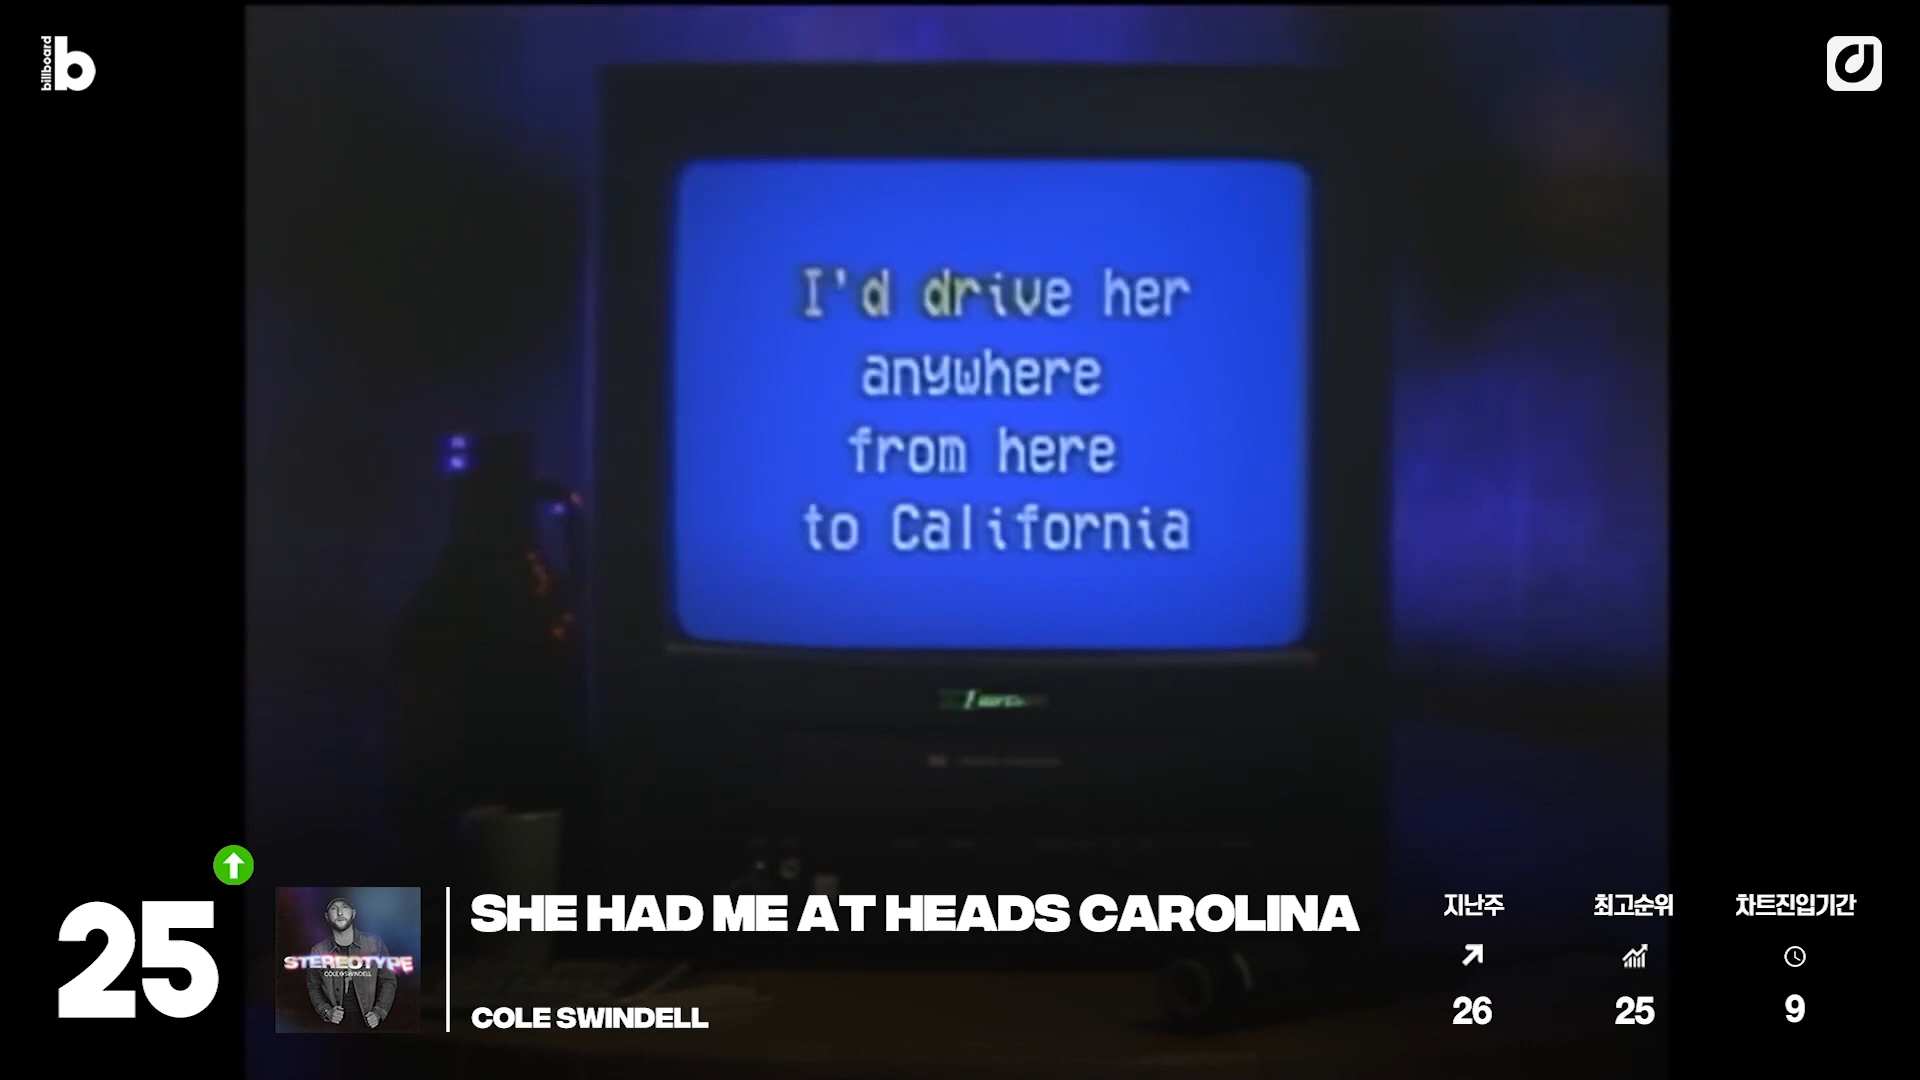 billboard
b
I'd drive her
anywhere
from here
to California
25
STEREOTYPE
COLE SWINDELL
SHE HAD ME AT HEADS CAROLINA
COLE SWINDELL
지난주
26
최고순위
25
차트진입기간
9